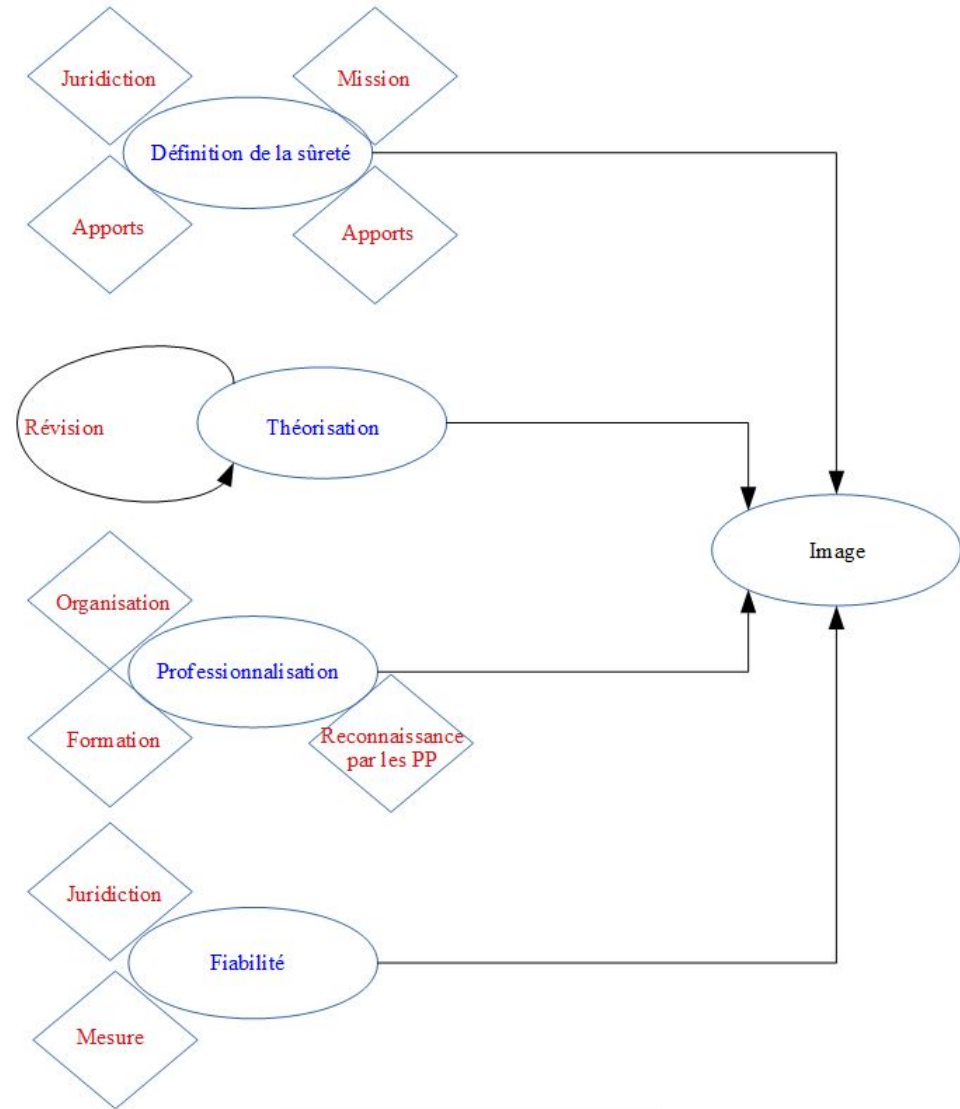 Juridiction
Mission
Définition de la sûreté
Apports
Apports
Révision
Théorisation
Image
Organisation
Professionnalisation
Formation
Reconnaissance
par les PP
Juridiction
Fiabilité
Mesure